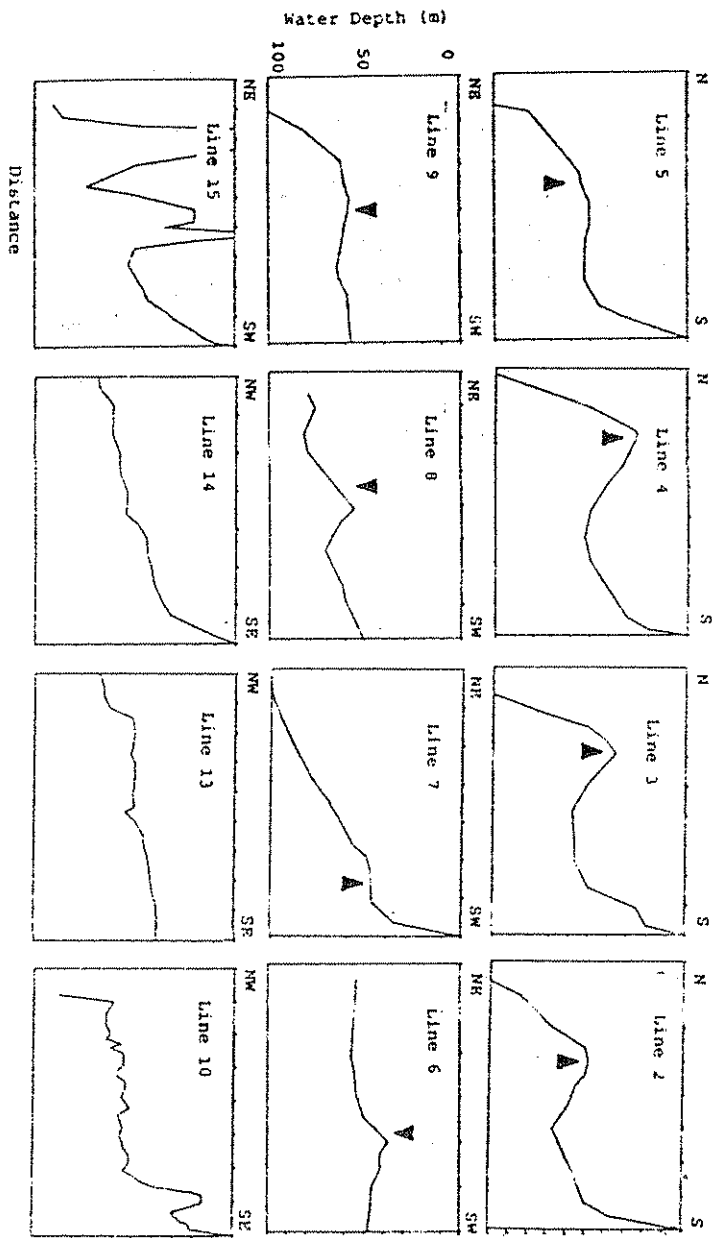 Water Depth (m)
N S
Line 5
N S
Line 4
N S
Line 3
N S
Line 2
0
50
100
NE SW
Line 9
NE SW
Line 8
NE SW
Line 7
NE SW
Line 6
NE SW
Line 15
NW SE
Line 14
NW SE
Line 13
NW SE
Line 10
Distance